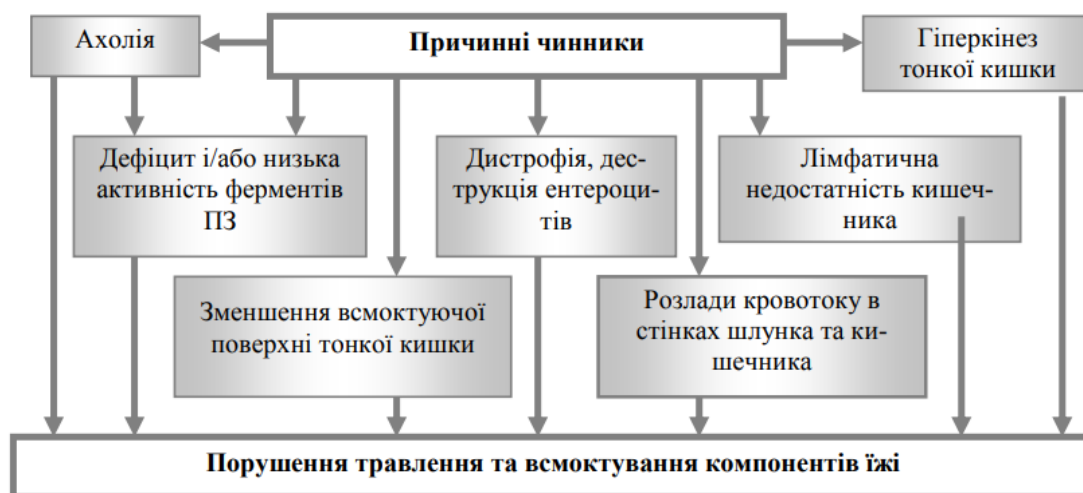 Ахолія
Причинні чинники
Гіперкінез
тонкої кишки
Дефіцит і/або низька
активність ферментів
ПЗ
Дистрофія, дес-
трукція ентероци-
тів
Лімфатична
недостатність кишеч-
ника
Зменшення всмоктуючої
поверхні тонкої кишки
Розлади кровотоку в
стінках шлунка та ки-
шечника
Порушення травлення та всмоктування компонентів їжі